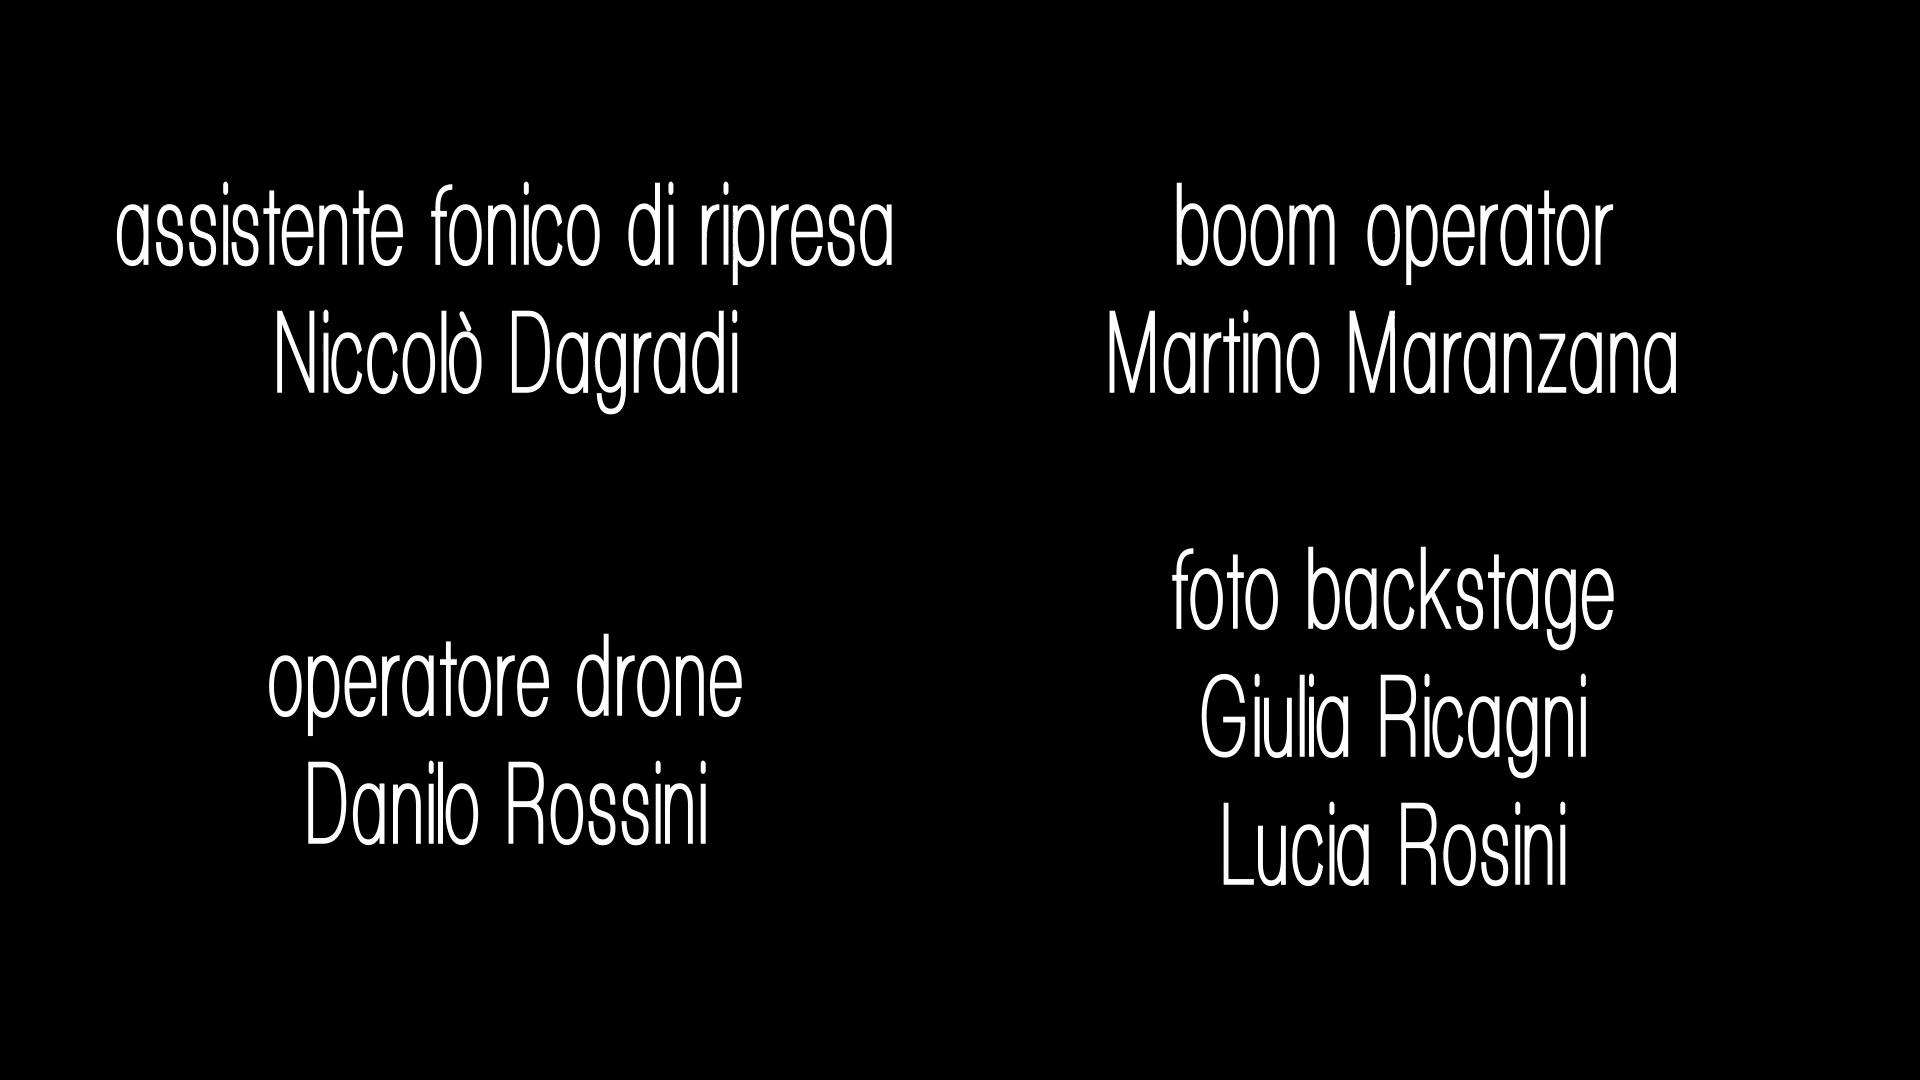 assistente fonico di ripresa
Niccolò Dagradi
boom operator
Martino Maranzana
operatore drone
Danilo Rossini
foto backstage
Giulia Ricagni
Lucia Rosini